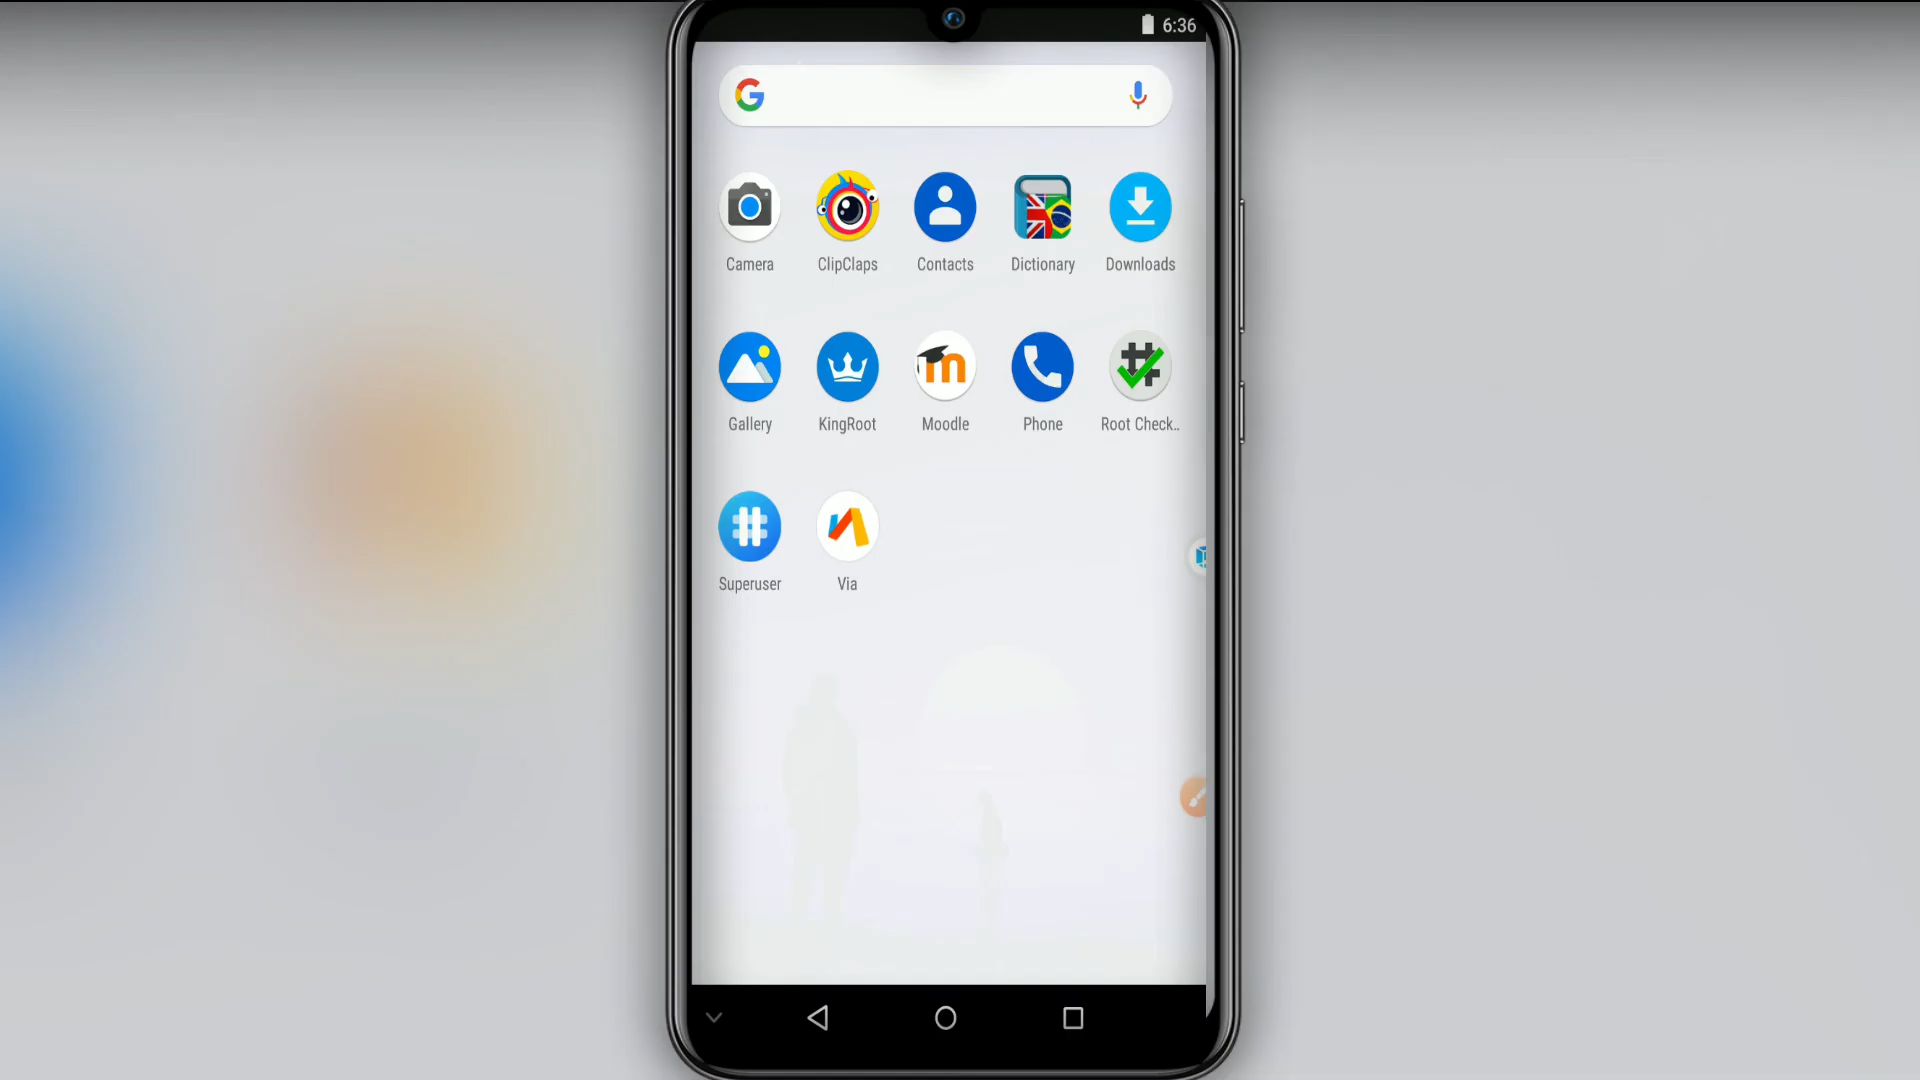 6:36
Camera
ClipClaps
Contacts
Dictionary
Downloads
Gallery
KingRoot
Moodle
Phone
Root Check..
Superuser
Via